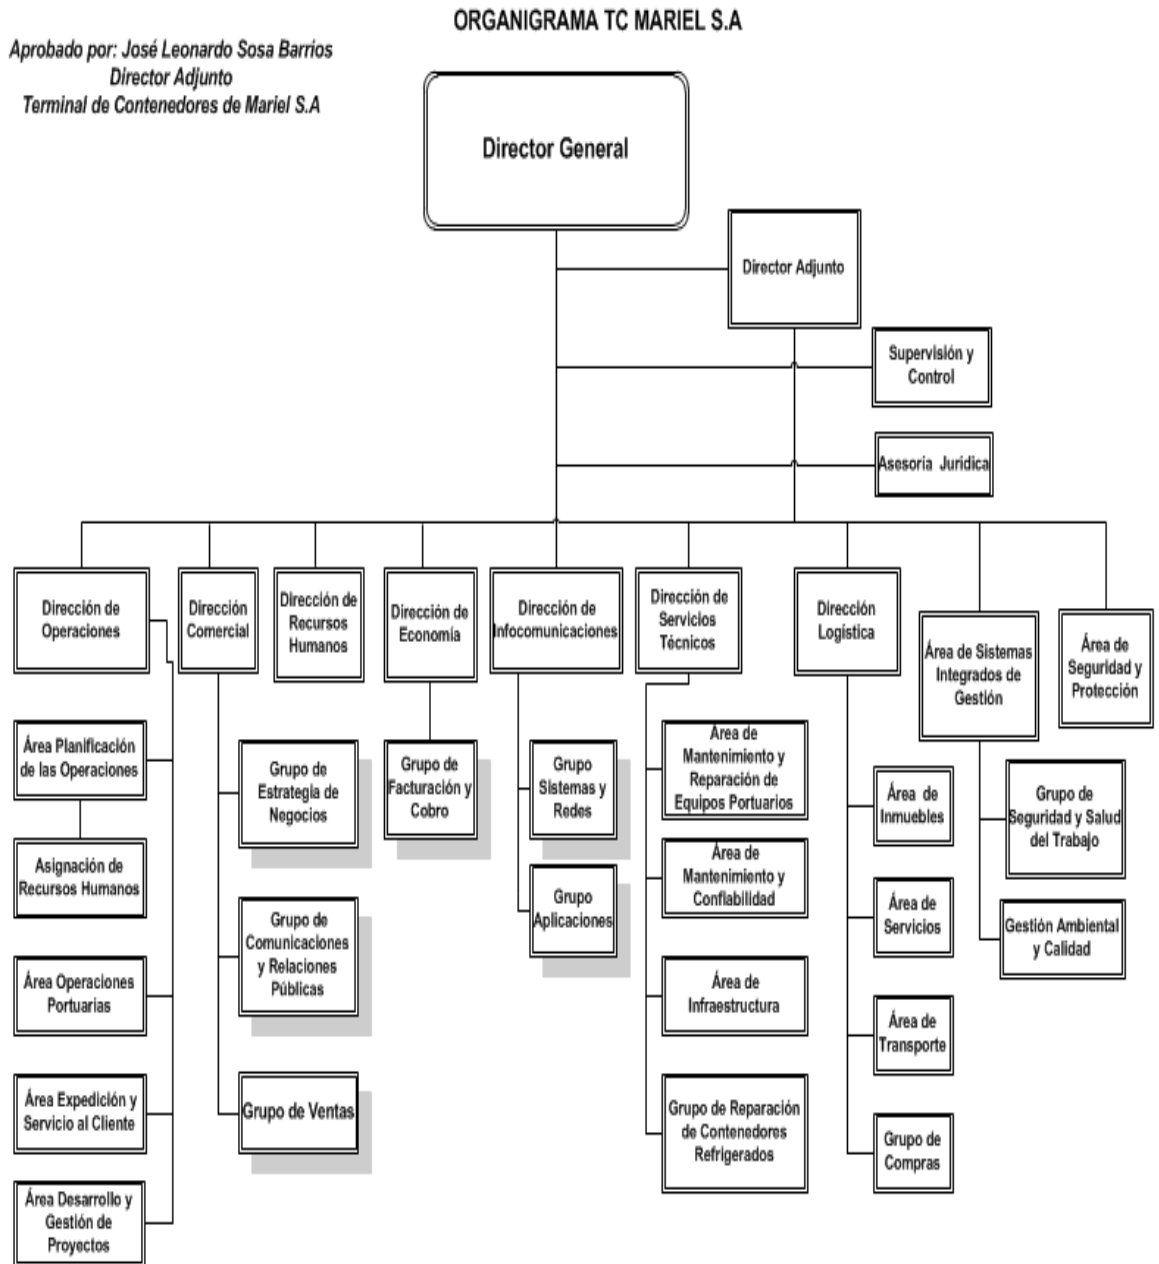 ORGANIGRAMA TC MARIEL S.A
Aprobado por: José Leonardo Sosa Barrios
Director Adjunto
Terminal de Contenedores de Mariel S.A
Director General
Director Adjunto
Supervisión y
Control
Asesoría Jurídica
Dirección de
Operaciones
Dirección
Comercial
Dirección de
Recursos
Humanos
Dirección de
Economía
Dirección de
Infocomunicaciones
Dirección de
Servicios
Técnicos
Dirección
Logística
Área de Sistemas
Integrados de
Gestión
Área de
Seguridad y
Protección
Área Planificación
de las Operaciones
Asignación de
Recursos Humanos
Área Operaciones
Portuarias
Área Expedición y
Servicio al Cliente
Área Desarrollo y
Gestión de
Proyectos
Grupo de
Estrategia de
Negocios
Grupo de
Comunicaciones
y Relaciones
Públicas
Grupo de Ventas
Grupo de
Facturación y
Cobro
Grupo
Sistemas y
Redes
Grupo
Aplicaciones
Área de
Mantenimiento y
Reparación de
Equipos Portuarios
Área de
Mantenimiento y
Confiabilidad
Área de
Infraestructura
Grupo de Reparación
de Contenedores
Refrigerados
Área de
Inmuebles
Área de
Servicios
Área de
Transporte
Grupo de
Compras
Grupo de
Seguridad y Salud
del Trabajo
Gestión Ambiental
y Calidad